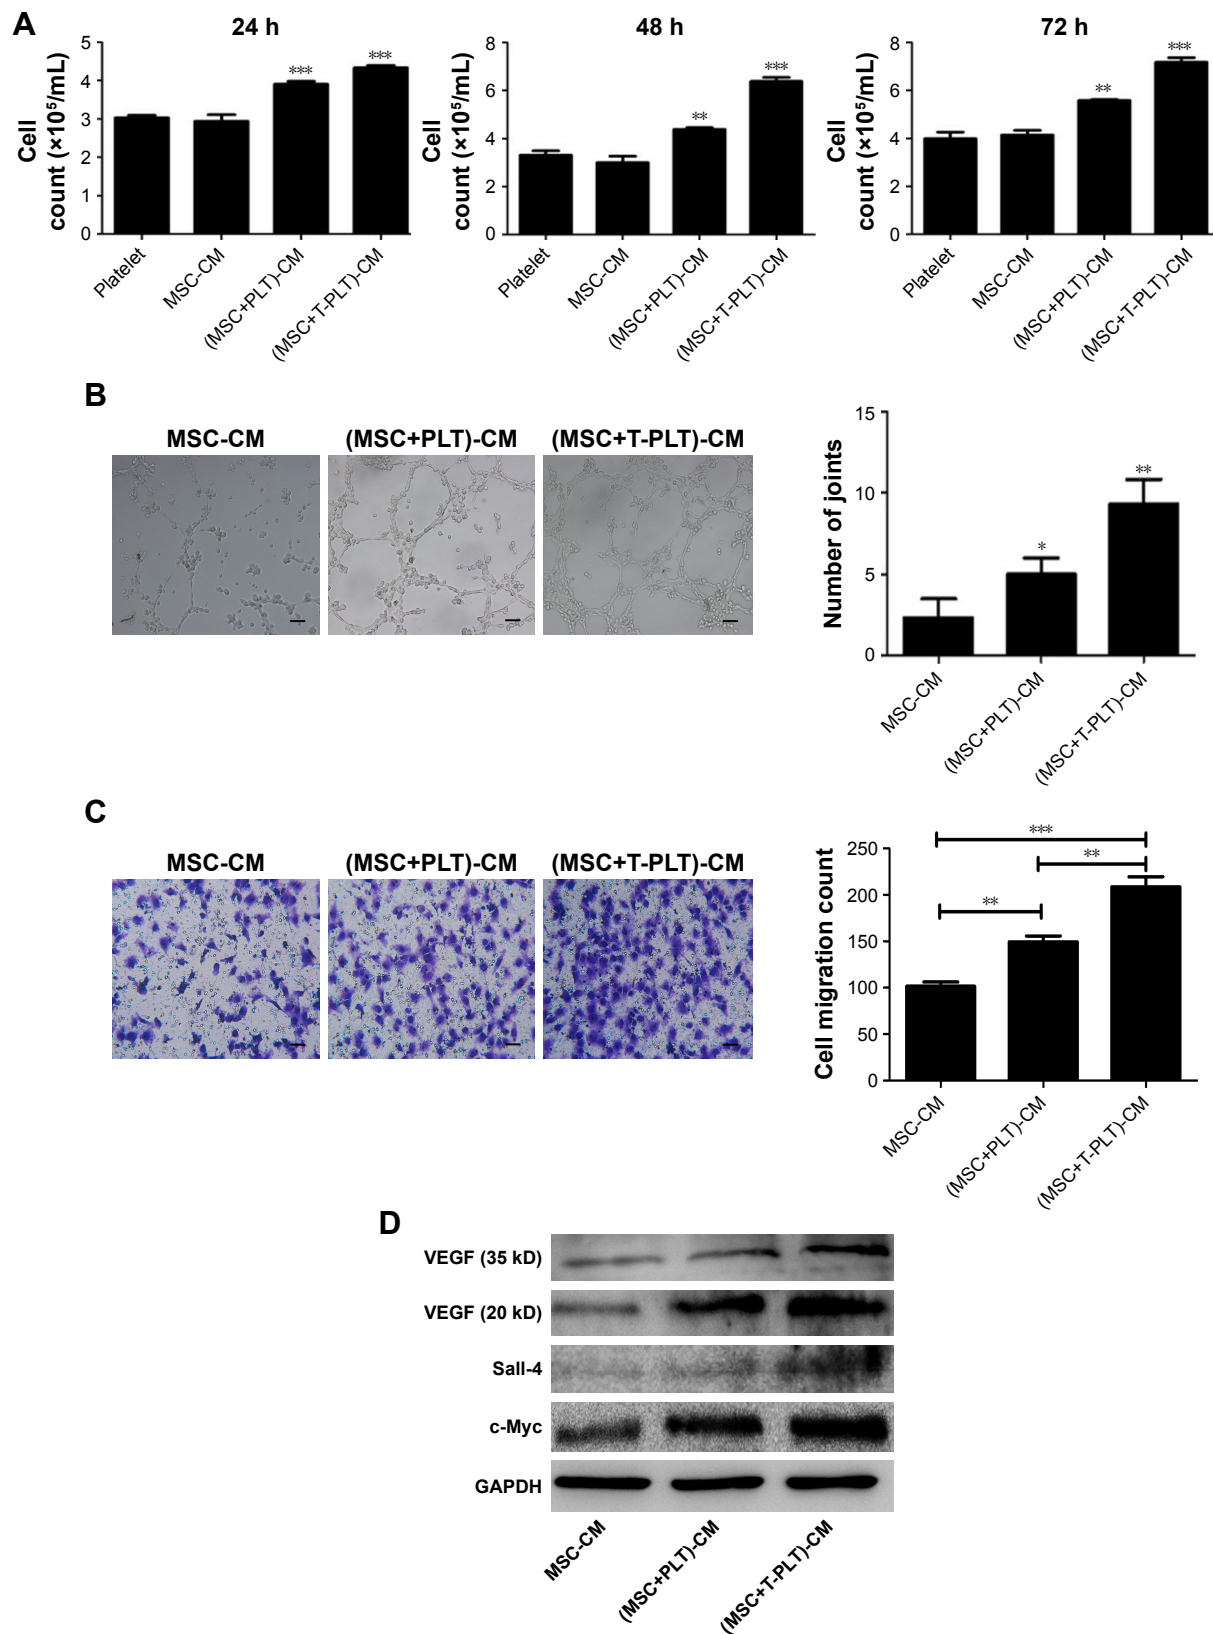 A
24 h
48 h
72 h
Cell
count (×10⁵/mL)
5
4
3
2
1
0
***
***
Platelet
MSC-CM
(MSC+PLT)-CM
(MSC+T-PLT)-CM
Cell
count (×10⁵/mL)
8
6
4
2
0
**
***
Platelet
MSC-CM
(MSC+PLT)-CM
(MSC+T-PLT)-CM
Cell
count (×10⁵/mL)
8
6
4
2
0
**
***
Platelet
MSC-CM
(MSC+PLT)-CM
(MSC+T-PLT)-CM
B
MSC-CM
(MSC+PLT)-CM
(MSC+T-PLT)-CM
Number of joints
15
10
5
0
*
**
MSC-CM
(MSC+PLT)-CM
(MSC+T-PLT)-CM
C
MSC-CM
(MSC+PLT)-CM
(MSC+T-PLT)-CM
Cell migration count
250
200
150
100
50
0
***
**
**
MSC-CM
(MSC+PLT)-CM
(MSC+T-PLT)-CM
D
VEGF (35 kD)
VEGF (20 kD)
Sall-4
c-Myc
GAPDH
MSC-CM
(MSC+PLT)-CM
(MSC+T-PLT)-CM